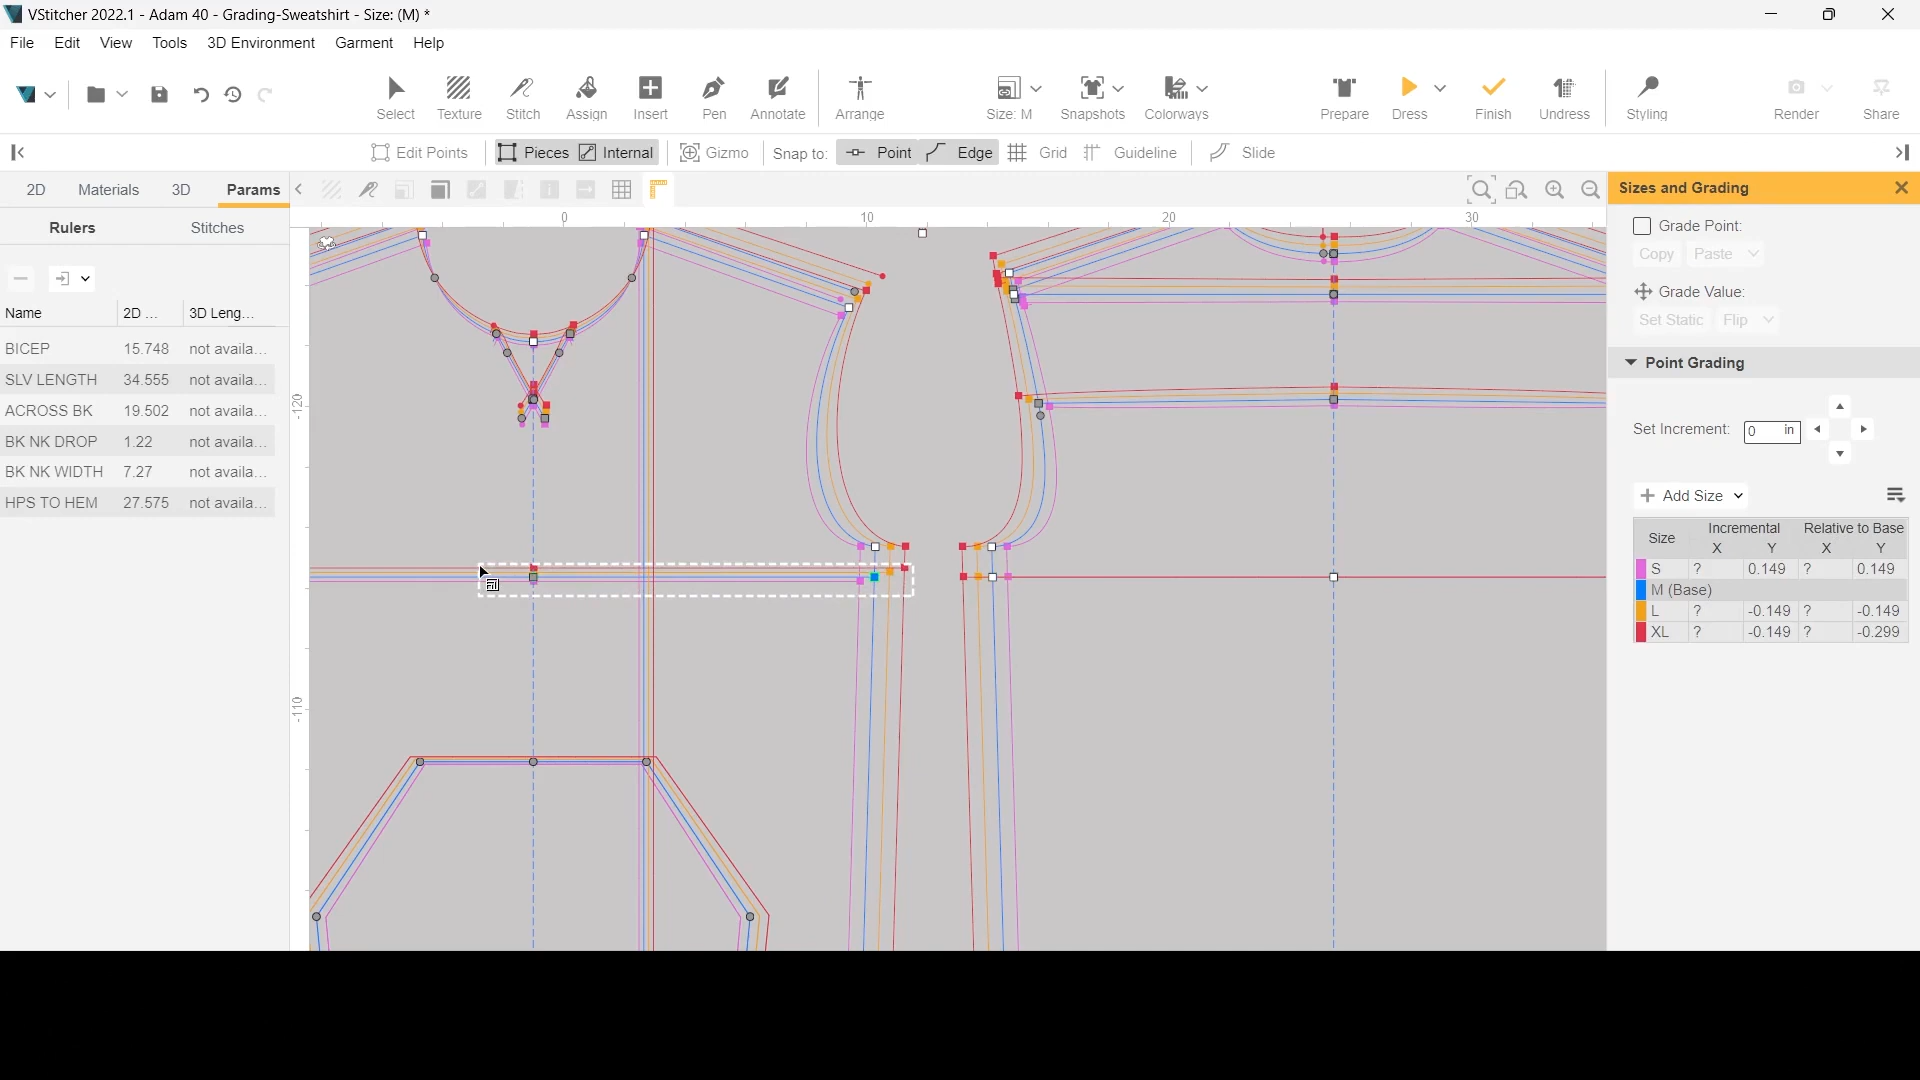 VStitcher 2022.1 - Adam 40 - Grading-Sweatshirt - Size: (M) *
File Edit View Tools 3D Environment Garment Help
Select Texture Stitch Assign Insert Pen Annotate Arrange Size: M Snapshots Colorways Prepare Dress Finish Undress Styling Render Share
Edit Points Pieces Internal Gizmo Snap to: Point Edge Grid Guideline Slide
2D Materials 3D Params
Sizes and Grading
0 10 20 30
Rulers Stitches
Grade Point:
Copy Paste
Grade Value:
Set Static Flip
Name 2D ... 3D Leng...
BICEP 15.748 not availa...
SLV LENGTH 34.555 not availa...
ACROSS BK 19.502 not availa...
BK NK DROP 1.22 not availa...
BK NK WIDTH 7.27 not availa...
HPS TO HEM 27.575 not availa...
-120
-110
Point Grading
Set Increment: 0 in
Add Size
Size Incremental Relative to Base
X Y X Y
S ? 0.149 ? 0.149
M (Base)
L ? -0.149 ? -0.149
XL ? -0.149 ? -0.299